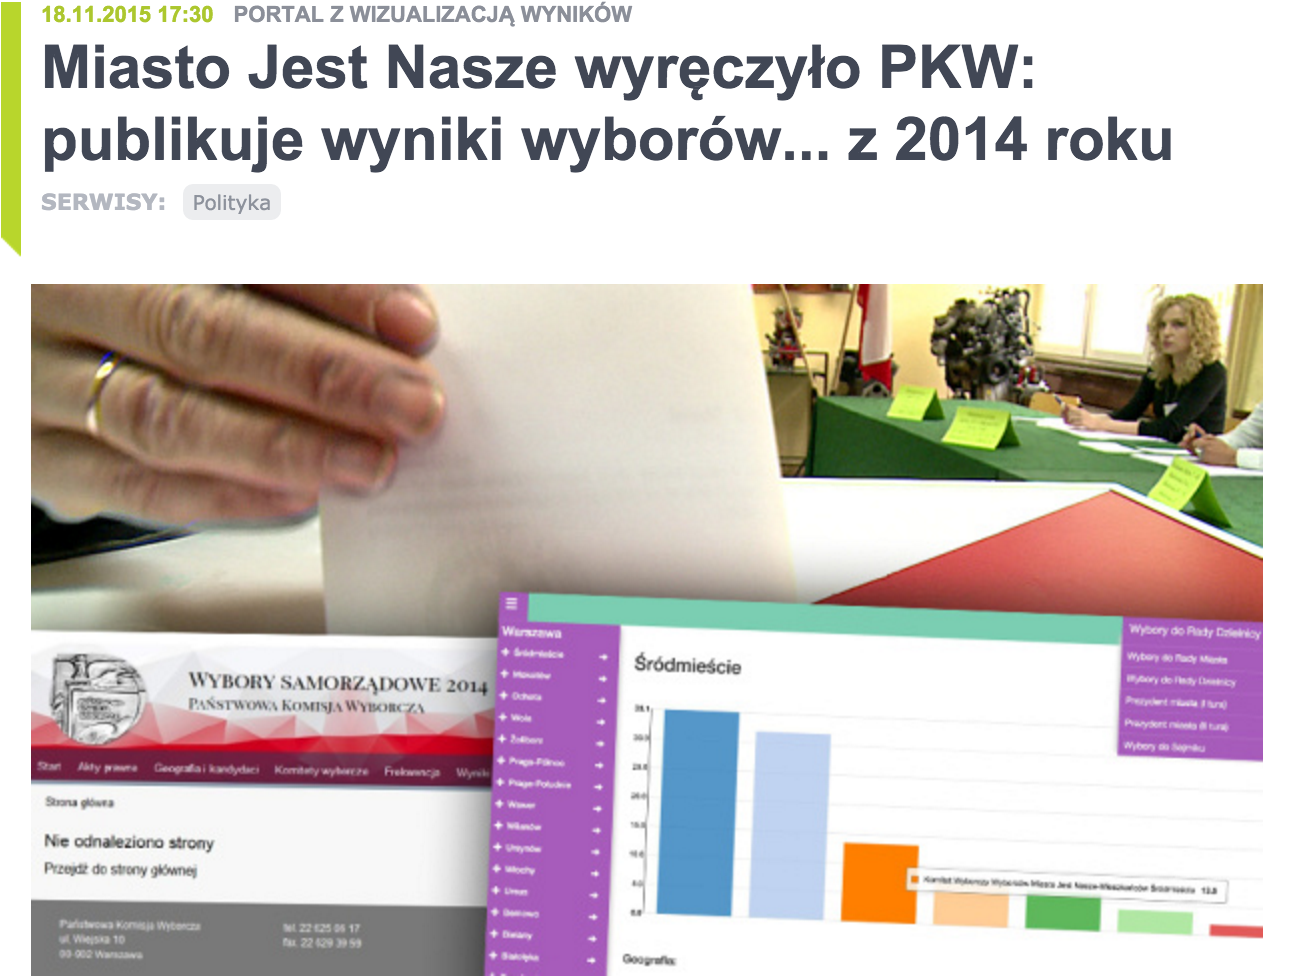 18.11.2015 17:30 PORTAL Z WIZUALIZACJĄ WYNIKÓW
Miasto Jest Nasze wyręczyło PKW:
publikuje wyniki wyborów... z 2014 roku
SERWISY: Polityka
WYBORY SAMORZĄDOWE 2014
PAŃSTWOWA KOMISJA WYBORCZA
Start Akty prawne Geografia i kandydaci Komitety wyborcze Frekwencja Wyniki
Strona główna
Nie odnaleziono strony
Przejdź do strony głównej
Państwowa Komisja Wyborcza
ul. Wiejska 10
00-902 Warszawa
tel. 22 625 06 17
fax. 22 629 39 59
Warszawa
Śródmieście
Mokotów
Ochota
Wola
Żoliborz
Praga-Północ
Praga-Południe
Wawer
Wilanów
Ursynów
Włochy
Ursus
Bemowo
Bielany
Białołęka
Śródmieście
Komitet Wyborczy Wyborców Miasto Jest Nasze-Mieszkańców Śródmieścia
Geografia:
Wybory do Rady Dzielnicy
Wybory do Rady Miasta
Wybory do Rady Dzielnicy
Prezydent miasta (I tura)
Prezydent miasta (II tura)
Wybory do Sejmiku